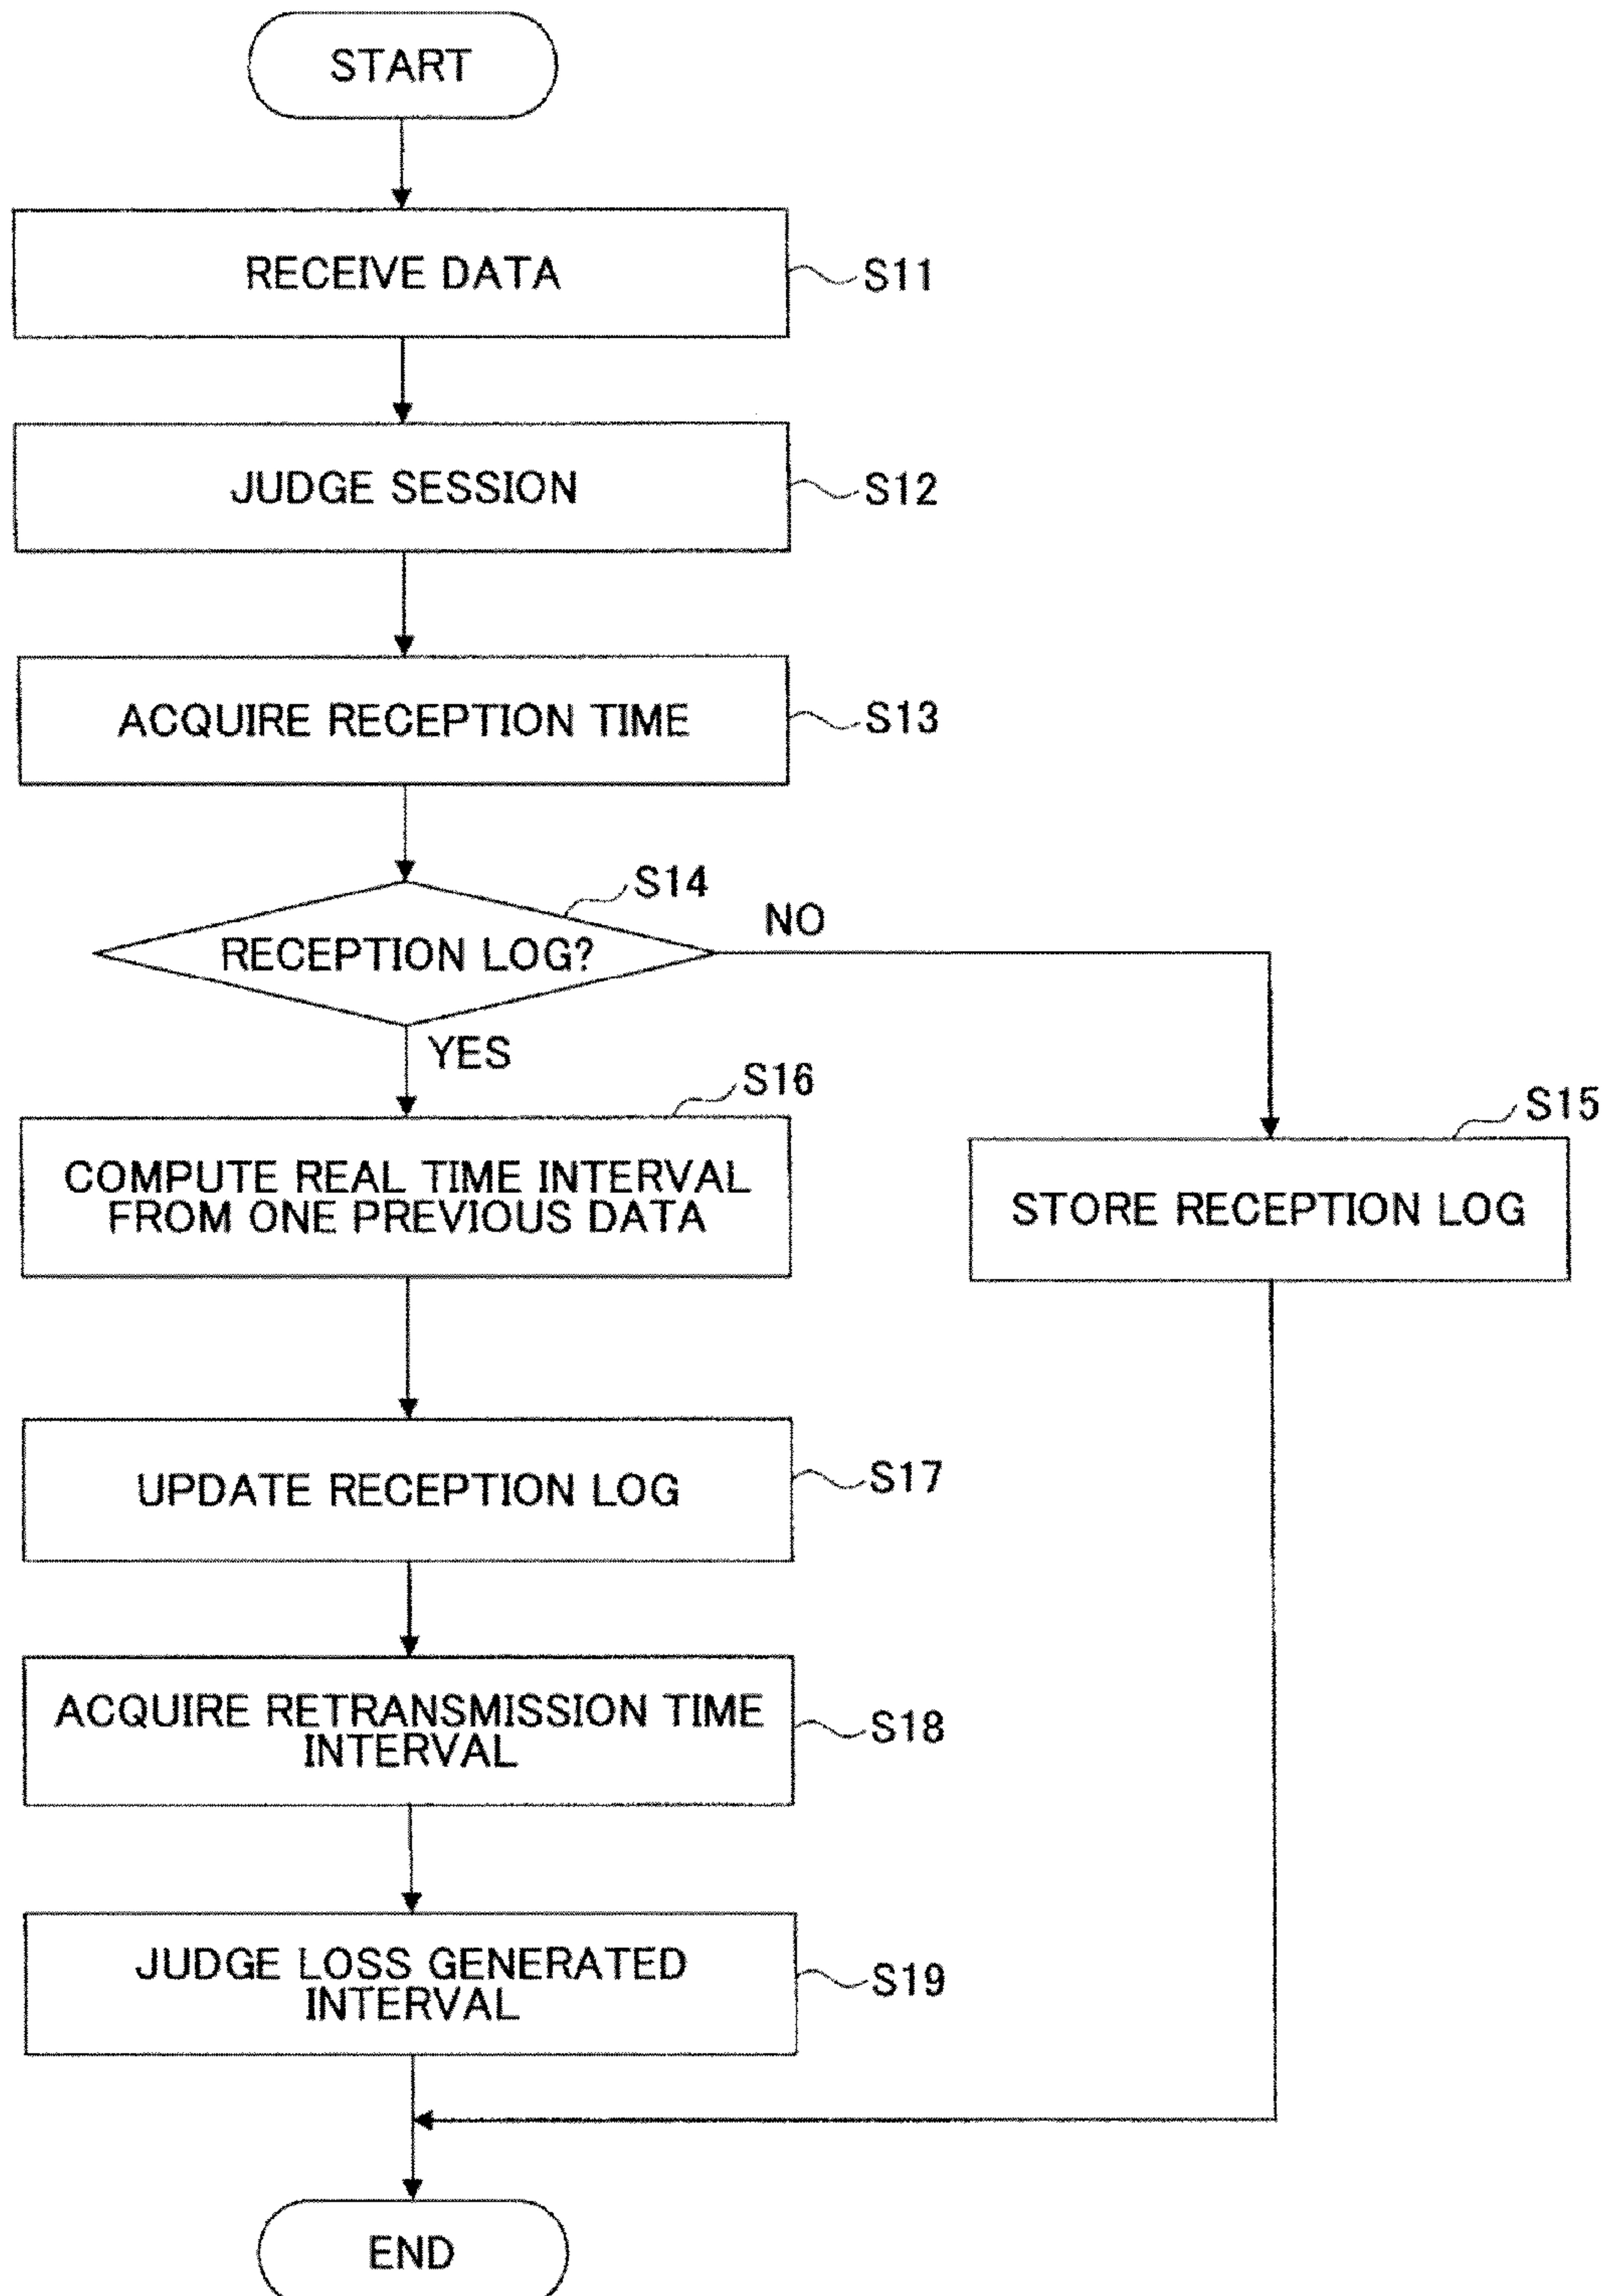 START
RECEIVE DATA
S11
JUDGE SESSION
S12
ACQUIRE RECEPTION TIME
S13
S14
RECEPTION LOG?
NO
YES
S16
COMPUTE REAL TIME INTERVAL
FROM ONE PREVIOUS DATA
S15
STORE RECEPTION LOG
UPDATE RECEPTION LOG
S17
ACQUIRE RETRANSMISSION TIME
INTERVAL
S18
JUDGE LOSS GENERATED
INTERVAL
S19
END